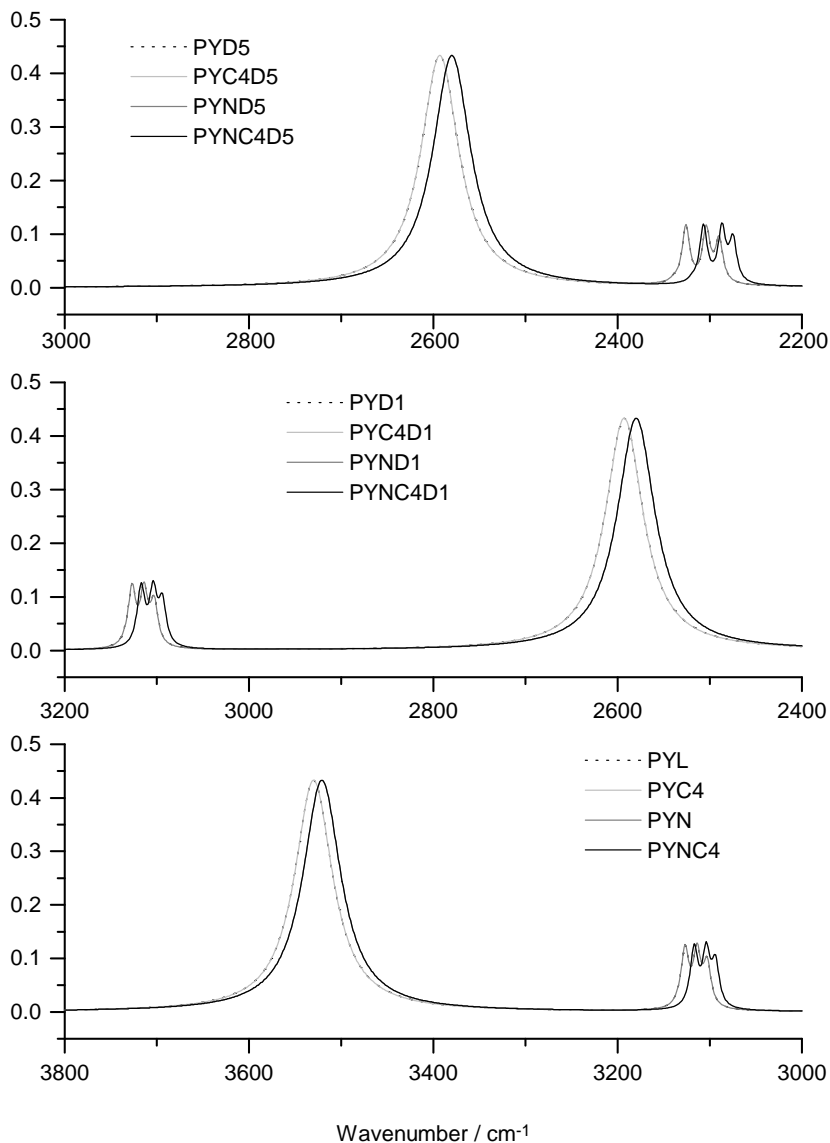 0.5
0.4
0.3
0.2
0.1
0.0
PYD5
PYC4D5
PYND5
PYNC4D5
3000 2800 2600 2400 2200
0.5
0.4
0.3
0.2
0.1
0.0
PYD1
PYC4D1
PYND1
PYNC4D1
3200 3000 2800 2600 2400
0.5
0.4
0.3
0.2
0.1
0.0
PYL
PYC4
PYN
PYNC4
3800 3600 3400 3200 3000
Wavenumber / cm-1